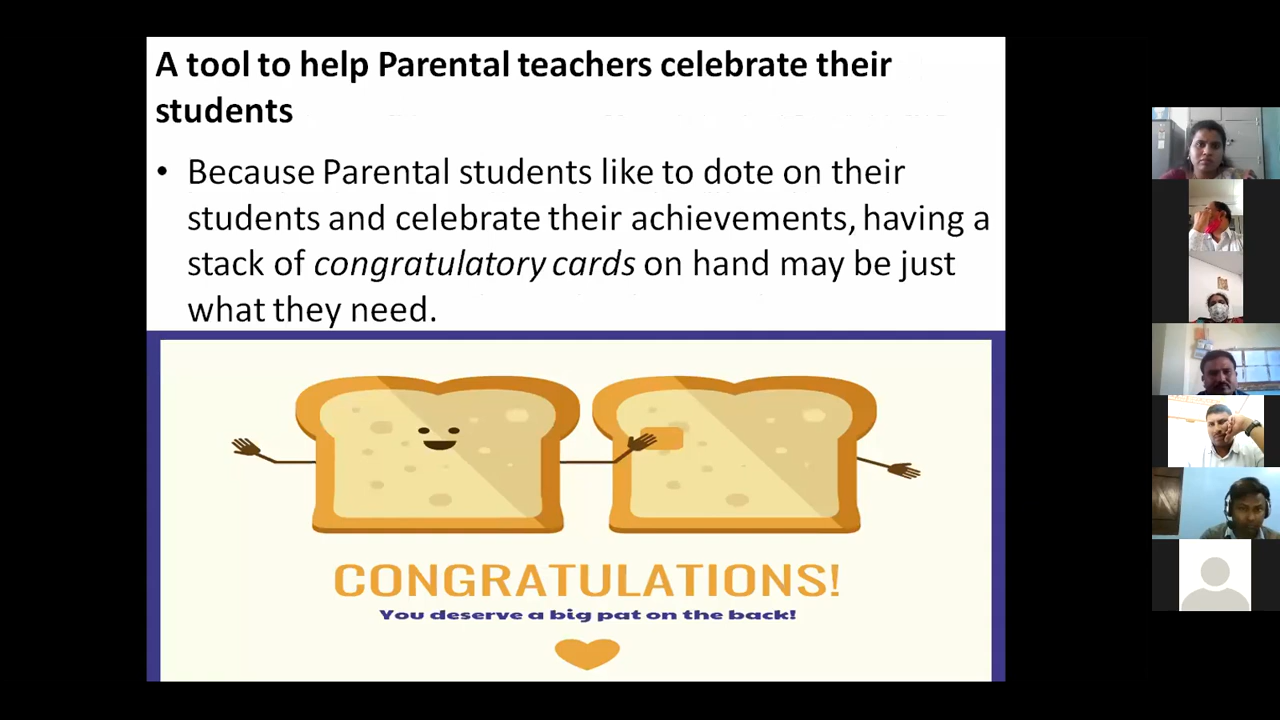 A tool to help Parental teachers celebrate their
students
• Because Parental students like to dote on their
students and celebrate their achievements, having a
stack of congratulatory cards on hand may be just
what they need.
CONGRATULATIONS!
You deserve a big pat on the back!